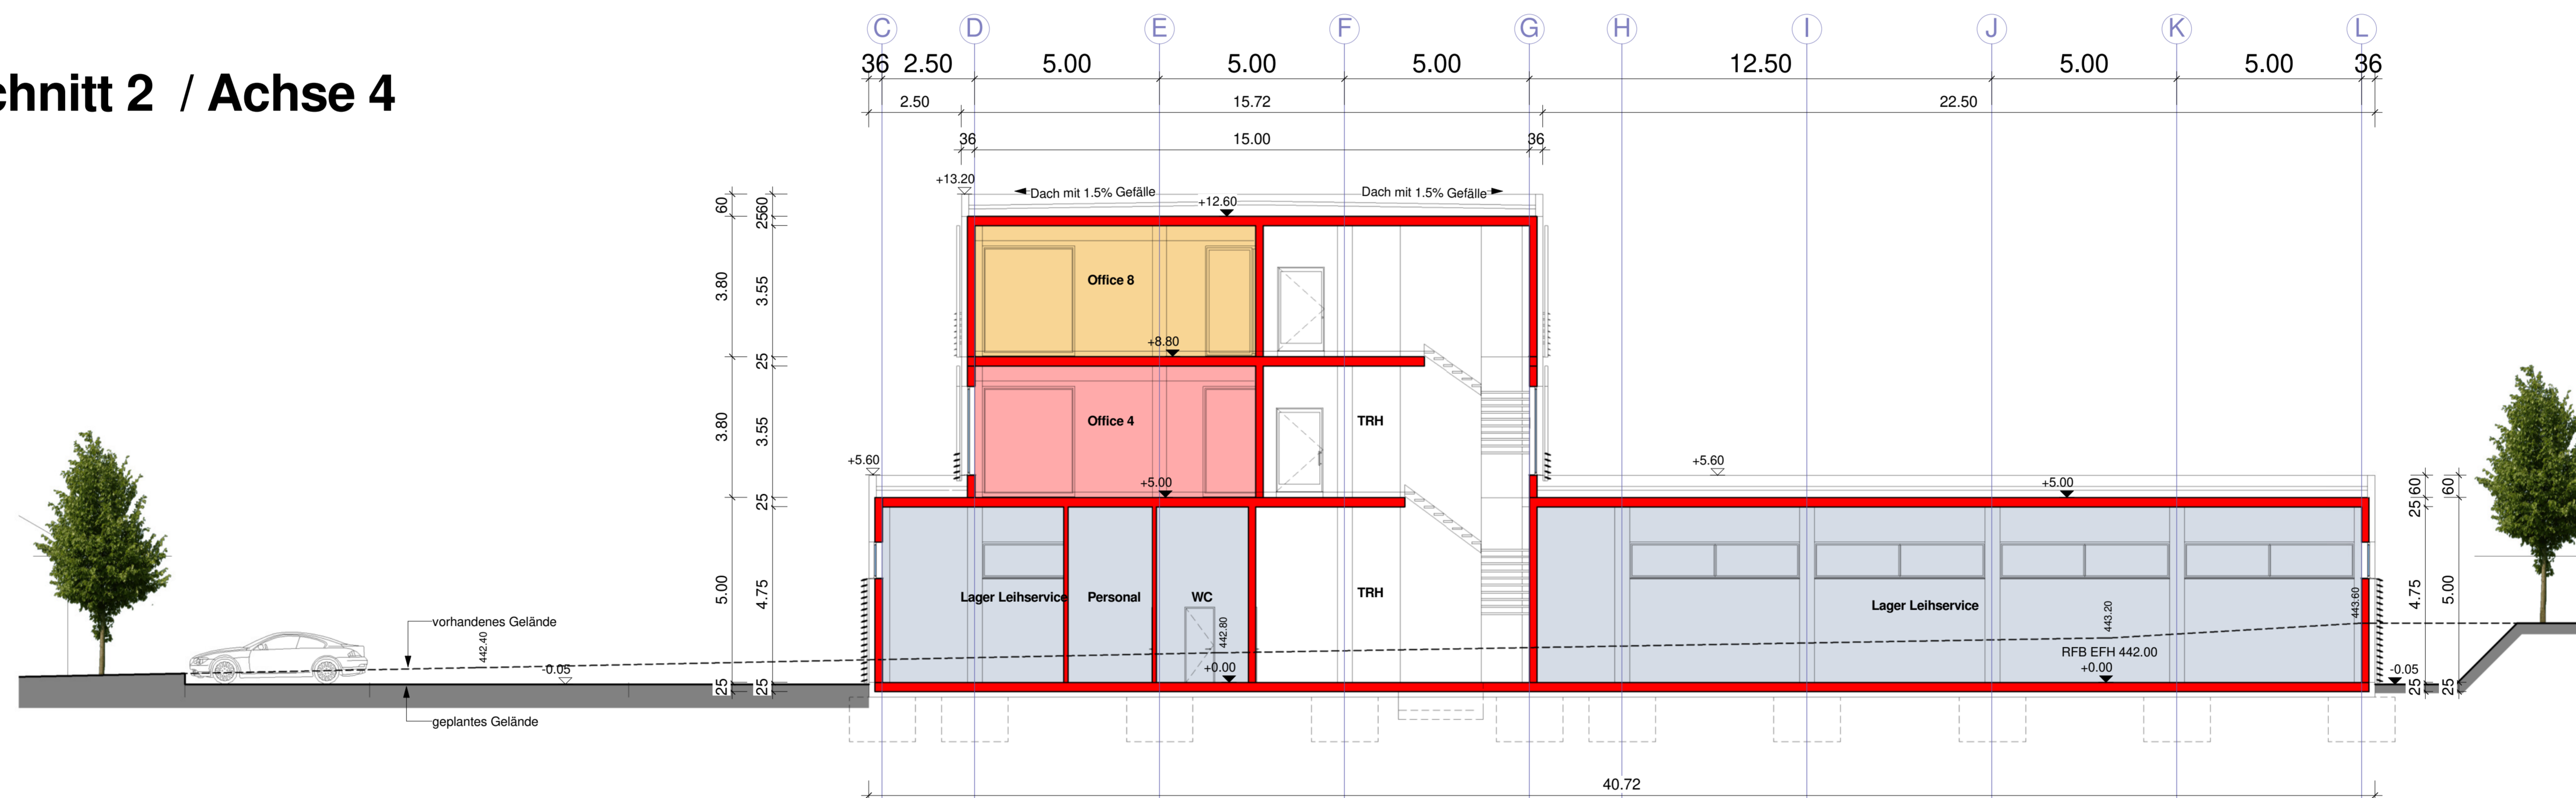 C D E F G H I J K L
36 2.50 5.00 5.00 5.00 12.50 5.00 5.00 36
chnitt 2 / Achse 4
2.50 15.72 22.50
36 15.00 36
+13.20
Dach mit 1.5% Gefälle
Dach mit 1.5% Gefälle
+12.60
60
25 60
Office 8
3.80
3.55
+8.80
25
Office 4
TRH
3.80
3.55
+5.60
+5.60
+5.00
+5.00
25
25 60
60
Lager Leihservice
Personal
WC
TRH
Lager Leihservice
5.00
4.75
4.75
5.00
443.60
443.20
442.80
442.40
vorhandenes Gelände
RFB EFH 442.00
-0.05
+0.00
+0.00
-0.05
25
25
25
25
geplantes Gelände
40.72